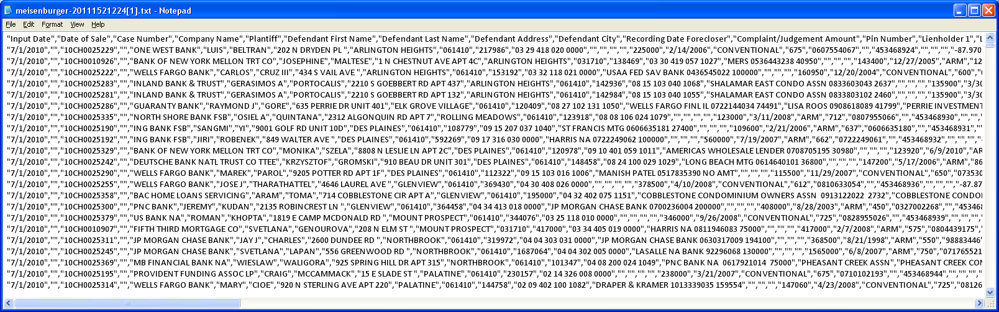 meisenburger-20111521224[1].txt - Notepad
File Edit Format View Help
"Input Date","Date of Sale","Case Number","Company Name","Plantiff","Defendant First Name","Defendant Last Name","Defendant Address","Defendant City","Recording Date Forecloser","Complaint/Judgement Amount","Pin Number","Lienholder 1","L
"7/1/2010","","10CH0025229","","ONE WEST BANK","LUIS","BELTRAN","202 N DRYDEN PL ","ARLINGTON HEIGHTS","061410","217986","03 29 418 010 0000","","","","","225000","2/14/2006","CONVENTIONAL","675","0607554067","","453468924","","-87.970
"7/1/2010","","10CH0010926","","BANK OF NEW YORK MELLON TRT CO","JOSEPHINE","MALTESE","1 N CHESTNUT AVE APT 4C","ARLINGTON HEIGHTS","031710","138469","03 30 419 057 1027","MERS 0536443238 40950","","","","143400","12/27/2005","ARM","12
"7/1/2010","","10CH0025222","","WELLS FARGO BANK","CARLOS","CRUZ III","434 S VAIL AVE ","ARLINGTON HEIGHTS","061410","153192","03 32 118 021 0000","USAA FED SAV BANK 0436545022 100000","","","","160950","12/20/2004","CONVENTIONAL","600","0
"7/1/2010","","10CH0025283","","INLAND BANK & TRUST","GERASIMOS A","PORTOCALIS","2210 S GOEBBERT RD APT 437","ARLINGTON HEIGHTS","061410","142936","08 15 103 040 1068","SHALAMAR EAST CONDO ASSN 0833603043 2637","","","","135900","3/30
"7/1/2010","","10CH0025281","","INLAND BANK & TRUST","GERASIMOS A","PORTOCALIS","2210 S GOEBBERT RD APT 132","ARLINGTON HEIGHTS","061410","142984","08 15 103 040 1055","SHALAMAR EAST CONDO ASSN 0833803102 2460","","","","135900","3/30
"7/1/2010","","10CH0025286","","GUARANTY BANK","RAYMOND J","GORE","635 PERRIE DR UNIT 401","ELK GROVE VILLAGE","061410","120409","08 27 102 131 1050","WELLS FARGO FINL IL 0722144034 74491","LISA ROOS 0908618089 41799","PERRIE INVESTMENT
"7/1/2010","","10CH0025335","","NORTH SHORE BANK FSB","OSIEL A","QUINTANA","2312 ALGONQUIN RD APT 7","ROLLING MEADOWS","061410","123918","08 08 106 024 1079","","","","","123000","3/11/2008","ARM","712","0807955066","","453468930","","-
"7/1/2010","","10CH0025190","","ING BANK FSB","SANGMI","YI","9001 GOLF RD UNIT 10D","DES PLAINES","061410","108779","09 15 207 037 1040","ST FRANCIS MTG 0606635181 27400","","","","109600","2/21/2006","ARM","637","0606635180","","453468931","
"7/1/2010","","10CH0025192","","ING BANK FSB","JIRI","ROBENEK","849 WALTER AVE ","DES PLAINES","061410","592269","09 17 316 030 0000","HARRIS NA 0722249062 100000","","","","560000","7/19/2007","ARM","662","0722249061","","453468932","","
"7/1/2010","","10CH0025329","","BANK OF NEW YORK MELLON TRT CO","MONIKA","SZELA","8808 N LESLIE LN APT 2C","DES PLAINES","061410","120978","09 10 401 059 1011","AMERICAS WHOLESALE LENDER 0708705195 30980","","","","123920","6/9/2010","AR
"7/1/2010","","10CH0025242","","DEUTSCHE BANK NATL TRUST CO TTEE","KRZYSZTOF","GROMSKI","910 BEAU DR UNIT 301","DES PLAINES","061410","148458","08 24 100 029 1029","LONG BEACH MTG 0614640101 36800","","","","147200","5/17/2006","ARM","86
"7/1/2010","","10CH0025290","","WELLS FARGO BANK","MAREK","PAROL","9205 POTTER RD APT 1F","DES PLAINES","061410","112322","09 15 103 016 1006","MANISH PATEL 0517835390 NO AMT","","","","115500","11/29/2007","CONVENTIONAL","650","073530
"7/1/2010","","10CH0025255","","WELLS FARGO BANK","JOSE J","THARATHATTEL","4646 LAUREL AVE ","GLENVIEW","061410","369430","04 30 408 026 0000","","","","","378500","4/10/2008","CONVENTIONAL","612","0810633054","","453468936","","-87.87
"7/1/2010","","10CH0025358","","BAC HOME LOANS SERVICING","ARAM","TOMA","714 COBBLESTONE CIR APT A","GLENVIEW","061410","195000","04 32 402 075 1151","COBBLESTONE CONDOMINIUM OWNERS ASSN  0913122022  2732","COBBLESTONE CONDOI
"7/1/2010","","10CH0025300","","PNC BANK","JEREMY","KUDAN","2135 ROBINCREST LN ","GLENVIEW","061410","364458","04 34 413 018 0000","JP MORGAN CHASE BANK 0700236004 200000","","","","408000","8/28/2003","ARM","450","0327002268","","45346
"7/1/2010","","10CH0025379","","US BANK NA","ROMAN","KHOPTA","1819 E CAMP MCDONALD RD ","MOUNT PROSPECT","061410","344076","03 25 118 010 0000","","","","","346000","9/26/2008","CONVENTIONAL","725","0828955026","","453468939","","
"7/1/2010","","10CH0010907","","FIFTH THIRD MORTGAGE CO","SVETLANA","GENOUROVA","208 N ELM ST ","MOUNT PROSPECT","031710","417000","03 34 405 019 0000","HARRIS NA 0811946083 75000","","","","417000","2/7/2008","ARM","575","0804439175","
"7/1/2010","","10CH0025311","","JP MORGAN CHASE BANK","JAY J","CHARLES","2600 DUNDEE RD ","NORTHBROOK","061410","319972","04 04 303 031 0000","JP MORGAN CHASE BANK 0630317009 194100","","","","368500","8/21/1998","ARM","550","98883446
"7/1/2010","","10CH0025245","","JP MORGAN CHASE BANK","SVETLANA","LAPAN","556 GREENWOOD RD ","NORTHBROOK","061410","1687064","04 04 302 005 0000","LASALLE NA BANK 92296068 130000","","","","1565000","6/8/2007","ARM","750","071765521
"7/1/2010","","10CH0025369","","MB FINANCIAL BANK NA","WIESLAW","WALIGORA","925 SPRING HILL DR APT 315","NORTHBROOK","061410","101347","04 08 200 024 1049","PNC BANK NA  0617921014  75000","PHEASANT CREEK ASSN","PHEASANT CREEK CON
"7/1/2010","","10CH0025195","","PROVIDENT FUNDING ASSOC LP","CRAIG","MCCAMMACK","15 E SLADE ST ","PALATINE","061410","230157","02 14 326 008 0000","","","","","238000","3/21/2007","CONVENTIONAL","675","0710102193","","453468944","","
"7/1/2010","","10CH0025314","","WELLS FARGO BANK","MARY","CIOE","920 N STERLING AVE APT 220","PALATINE","061410","144758","02 09 402 100 1082","DRAPER & KRAMER 1013339035 159554","","","","147060","4/23/2008","CONVENTIONAL","725","08126